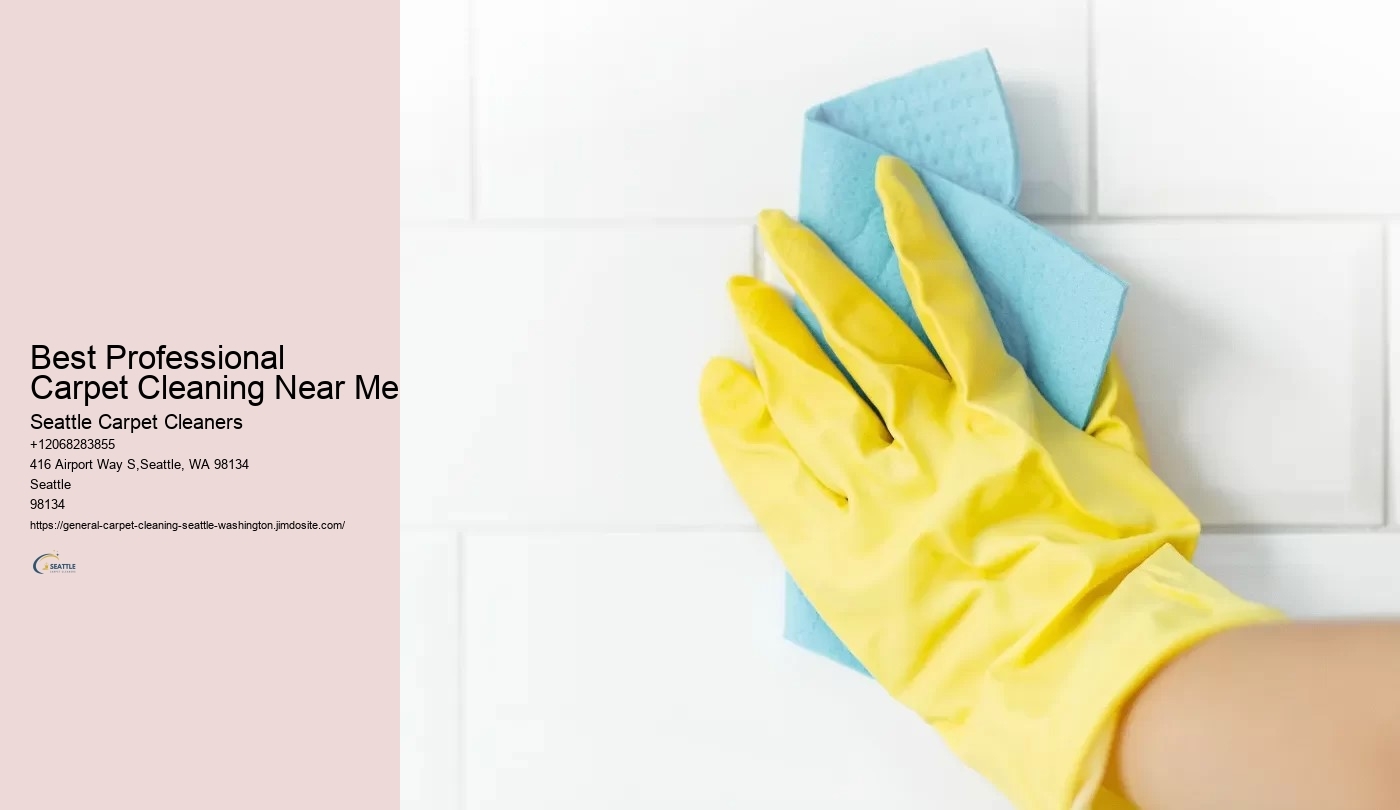 Best Professional
Carpet Cleaning Near Me
Seattle Carpet Cleaners
+12068283855
416 Airport Way S,Seattle, WA 98134
Seattle
98134
https://general-carpet-cleaning-seattle-washington.jimdosite.com/
SEATTLE